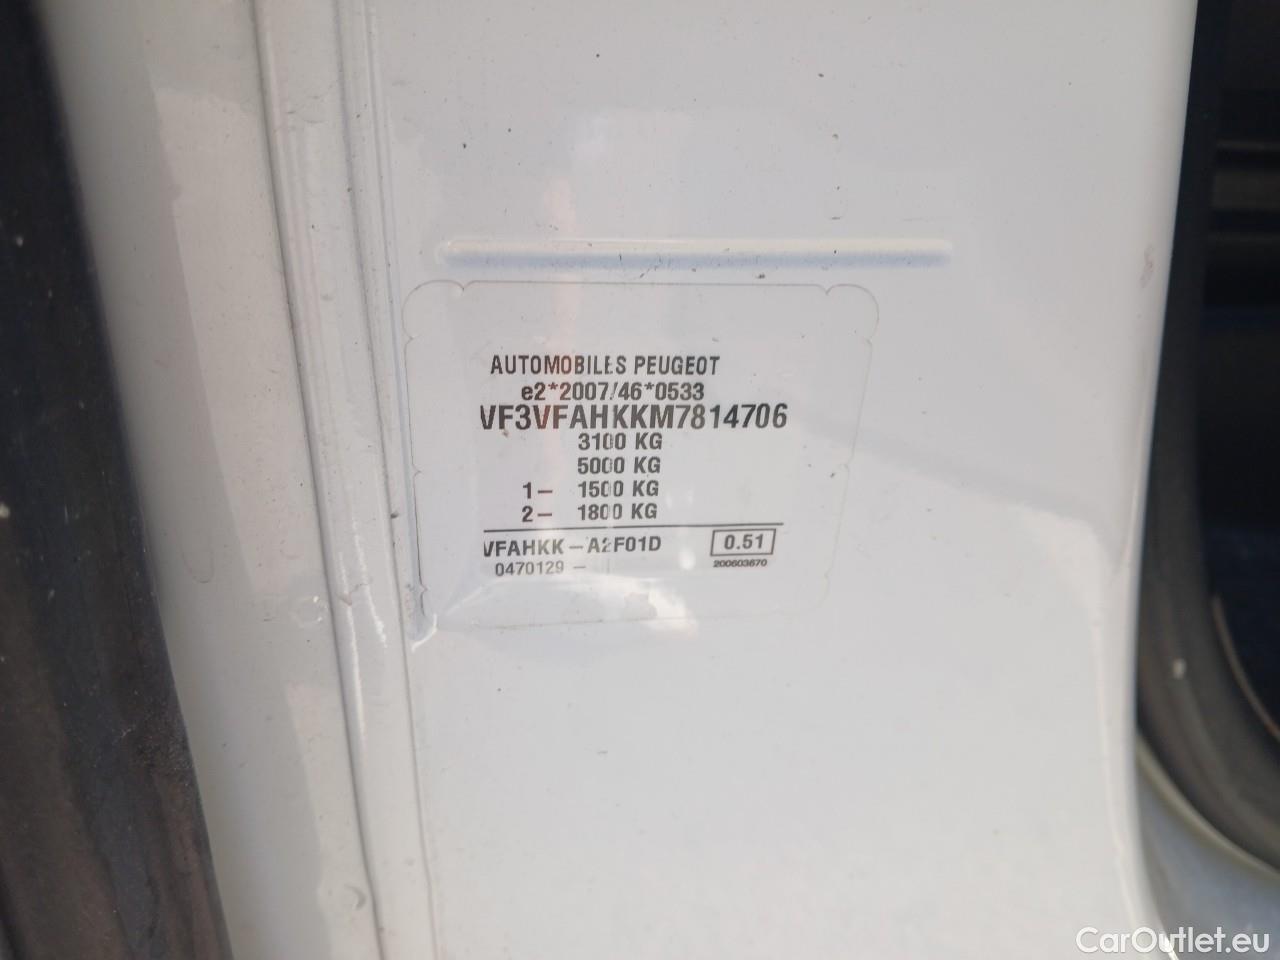 AUTOMOBILES PEUGEOT
e2*2007/46*0533
VF3VFAHKKM7814706
3100 KG
5000 KG
1- 1500 KG
2- 1800 KG
VFAHKK - A2F01D 0.51
0470129 - 200603670
CarOutlet.eu